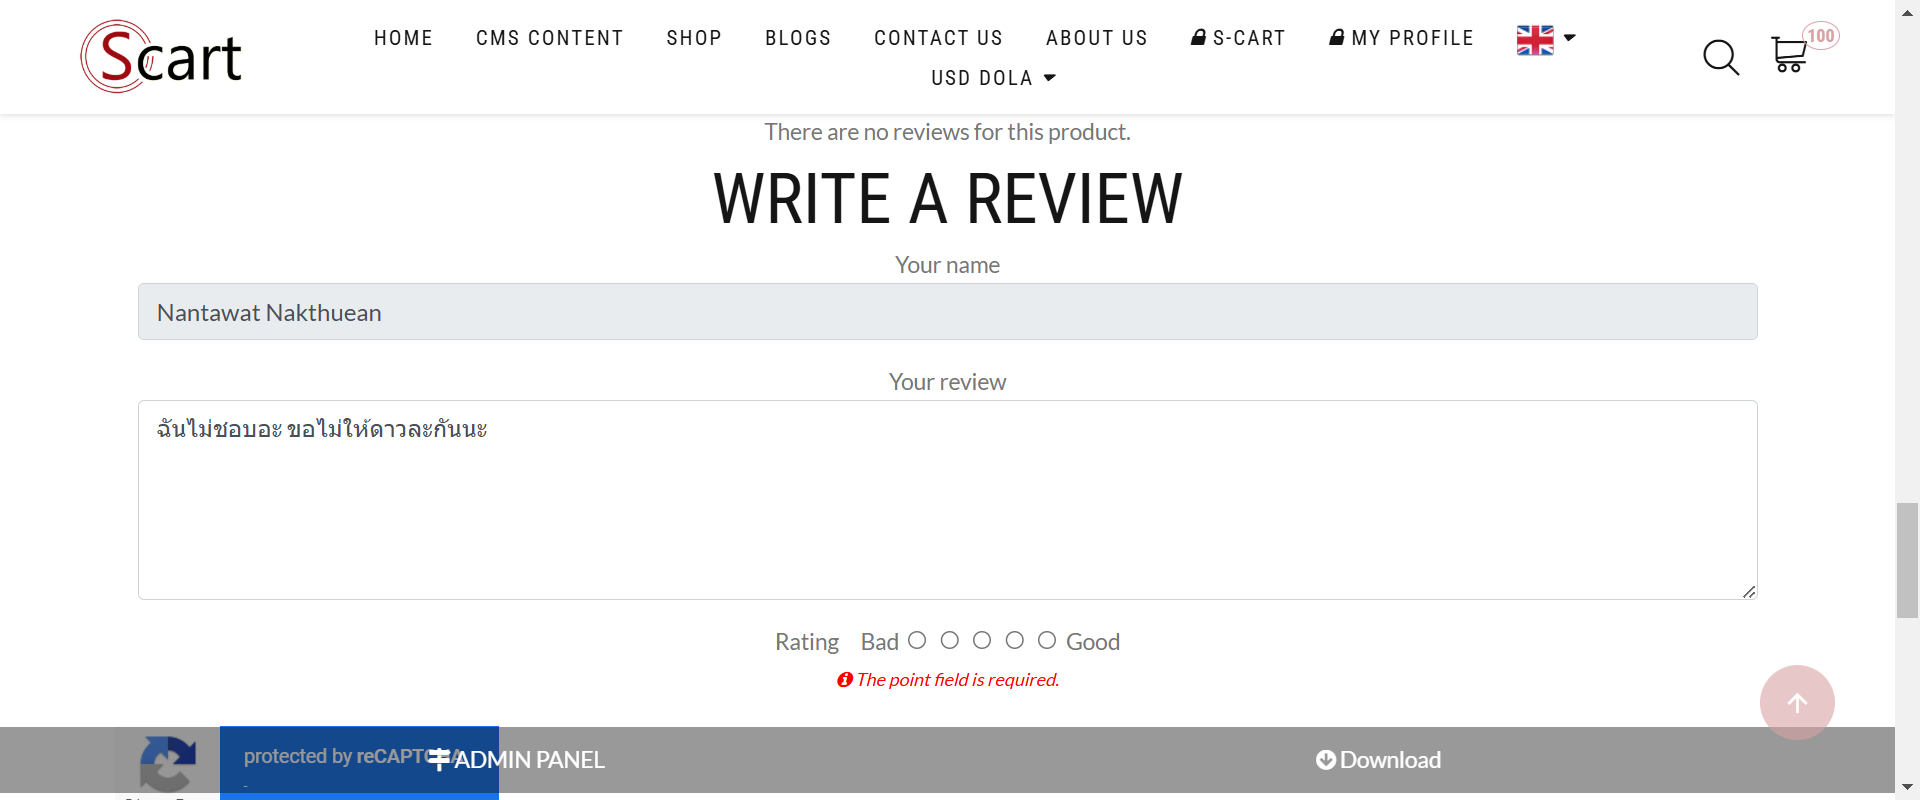 Scart
HOME CMS CONTENT SHOP BLOGS CONTACT US ABOUT US S-CART MY PROFILE
USD DOLA
100
There are no reviews for this product.
WRITE A REVIEW
Your name
Nantawat Nakthuean
Your review
ฉันไม่ชอบอะ ขอไม่ให้ดาวละกันนะ
Rating Bad Good
The point field is required.
protected by reCAPTCHA
ADMIN PANEL
Download